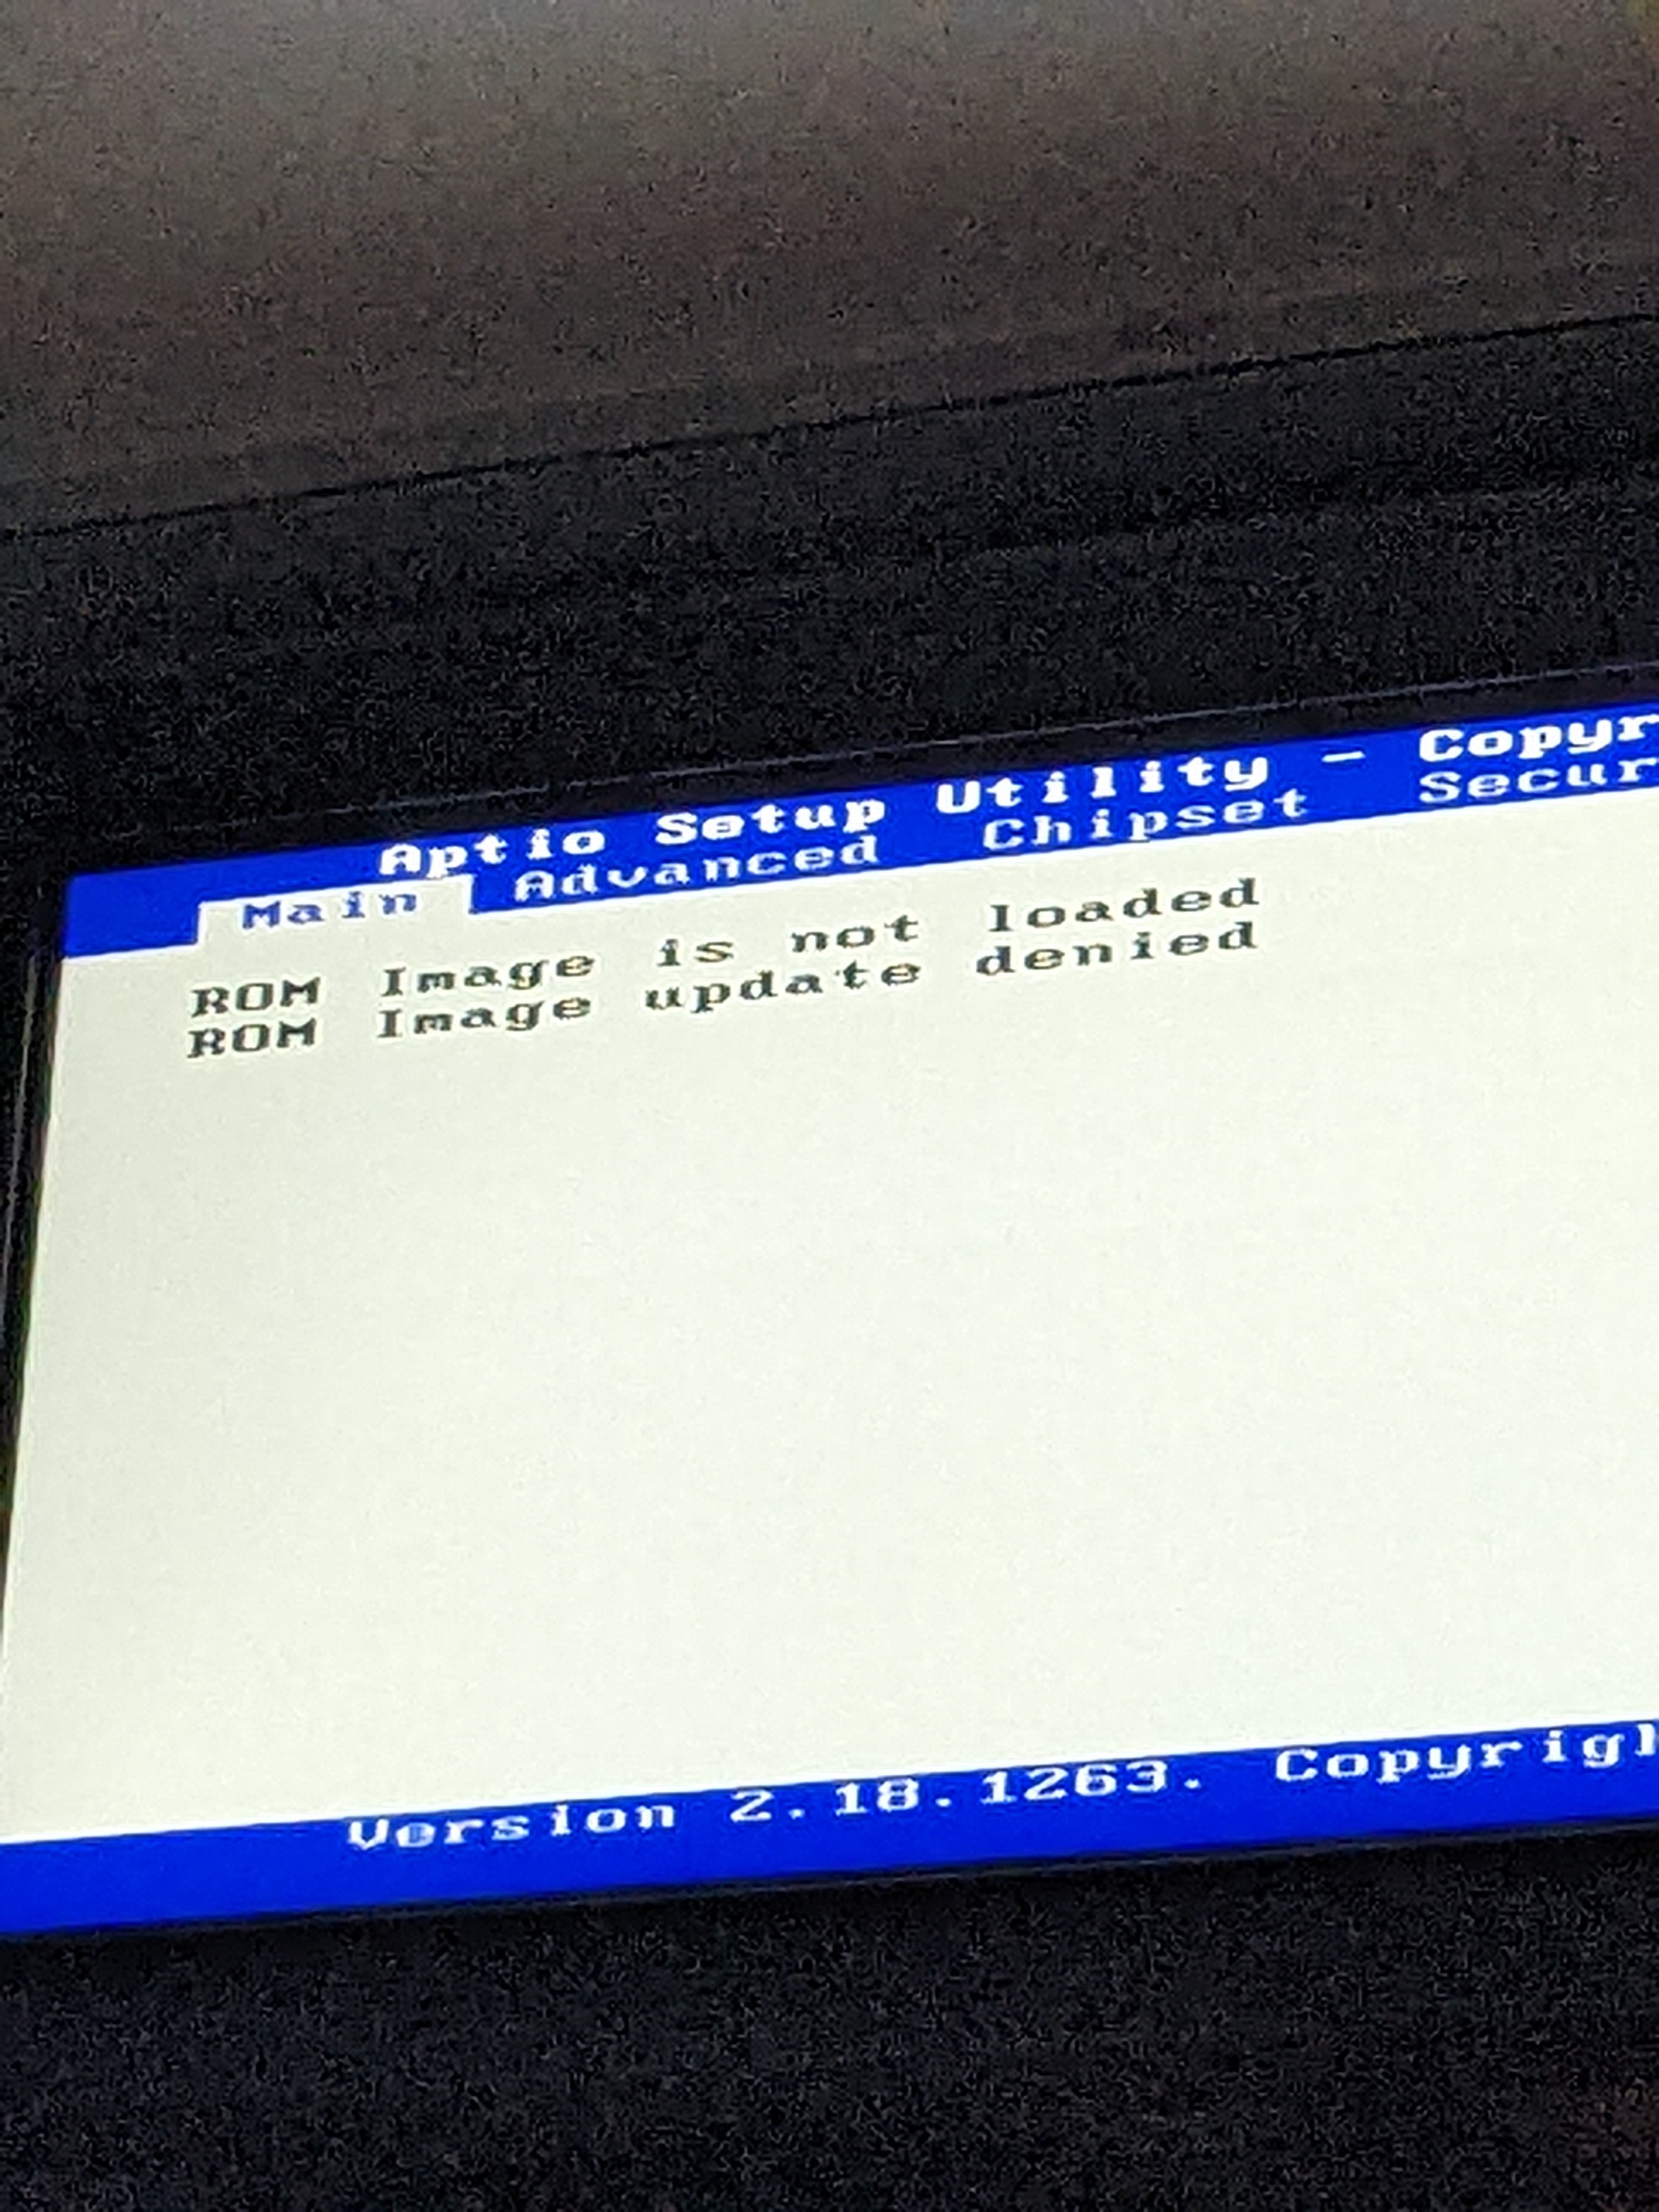 Aptio Setup Utility - Copyr
Main Advanced Chipset Secur
ROM Image is not loaded
ROM Image update denied
Version 2.18.1263. Copyrigh